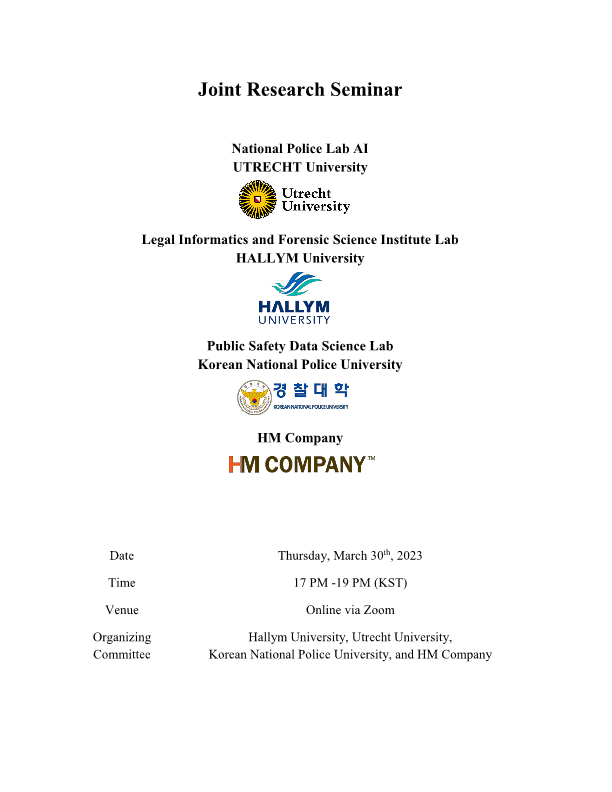 Joint Research Seminar
National Police Lab AI
UTRECHT University
Utrecht
University
Legal Informatics and Forensic Science Institute Lab
HALLYM University
HALLYM
UNIVERSITY
Public Safety Data Science Lab
Korean National Police University
경찰대학
KOREAN NATIONAL POLICE UNIVERSITY
HM Company
HM COMPANY™
Date Thursday, March 30th, 2023
Time 17 PM -19 PM (KST)
Venue Online via Zoom
Organizing Hallym University, Utrecht University,
Committee Korean National Police University, and HM Company